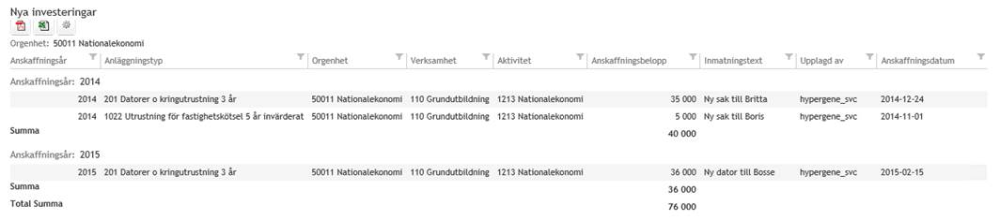 Nya investeringar
Orgenhet: 50011 Nationalekonomi
Anskaffningsår Anläggningstyp Orgenhet Verksamhet Aktivitet Anskaffningsbelopp Inmatningstext Upplagd av Anskaffningsdatum
Anskaffningsår: 2014
2014 201 Datorer o kringutrustning 3 år 50011 Nationalekonomi 110 Grundutbildning 1213 Nationalekonomi 35 000 Ny sak till Britta hypergene_svc 2014-12-24
2014 1022 Utrustning för fastighetskötsel 5 år invärderat 50011 Nationalekonomi 110 Grundutbildning 1213 Nationalekonomi 5 000 Ny sak till Boris hypergene_svc 2014-11-01
Summa 40 000
Anskaffningsår: 2015
2015 201 Datorer o kringutrustning 3 år 50011 Nationalekonomi 110 Grundutbildning 1213 Nationalekonomi 36 000 Ny dator till Bosse hypergene_svc 2015-02-15
Summa 36 000
Total Summa 76 000